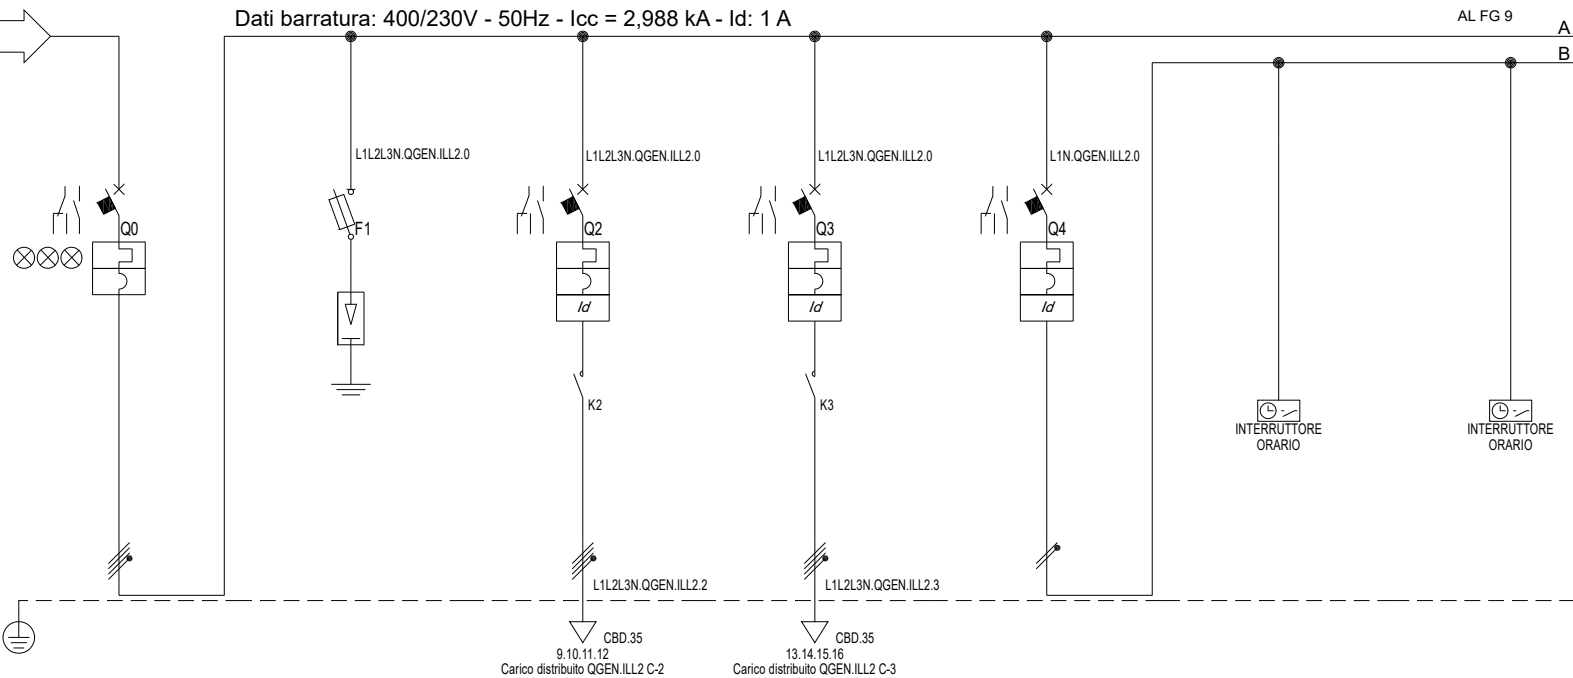 Dati barratura: 400/230V - 50Hz - Icc = 2,988 kA - Id: 1 A
AL FG 9
A
B
L1L2L3N.QGEN.ILL2.0
L1L2L3N.QGEN.ILL2.0
L1L2L3N.QGEN.ILL2.0
L1N.QGEN.ILL2.0
Q0
F1
Q2
Q3
Q4
Id
Id
Id
K2
K3
INTERRUTTORE
ORARIO
INTERRUTTORE
ORARIO
L1L2L3N.QGEN.ILL2.2
L1L2L3N.QGEN.ILL2.3
CBD.35
9.10.11.12
Carico distribuito QGEN.ILL2 C-2
CBD.35
13.14.15.16
Carico distribuito QGEN.ILL2 C-3